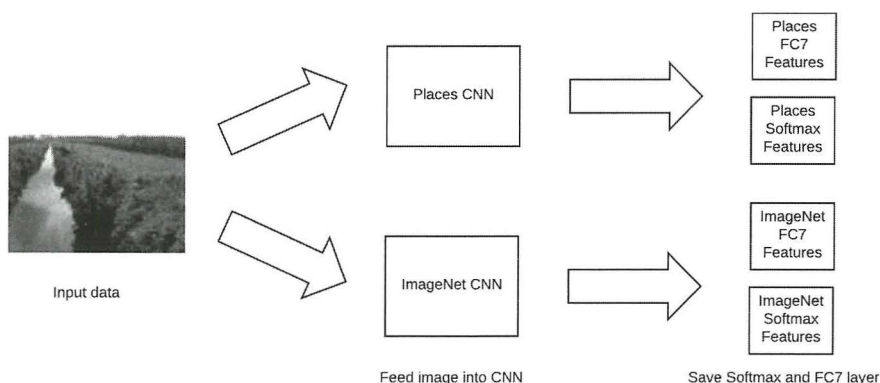 Places
FC7
Features
Places CNN
Places
Softmax
Features
Input data
ImageNet CNN
ImageNet
FC7
Features
ImageNet
Softmax
Features
Feed image into CNN
Save Softmax and FC7 layer